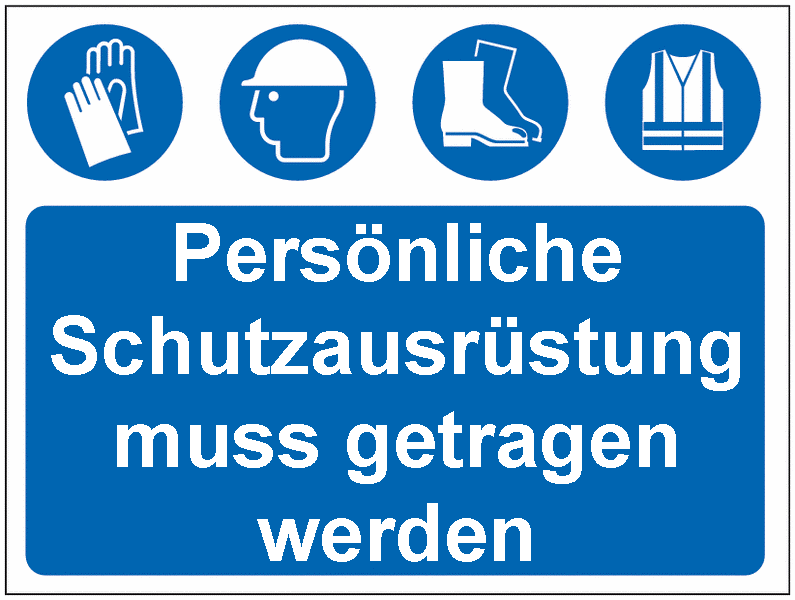 Persönliche
Schutzausrüstung
muss getragen
werden